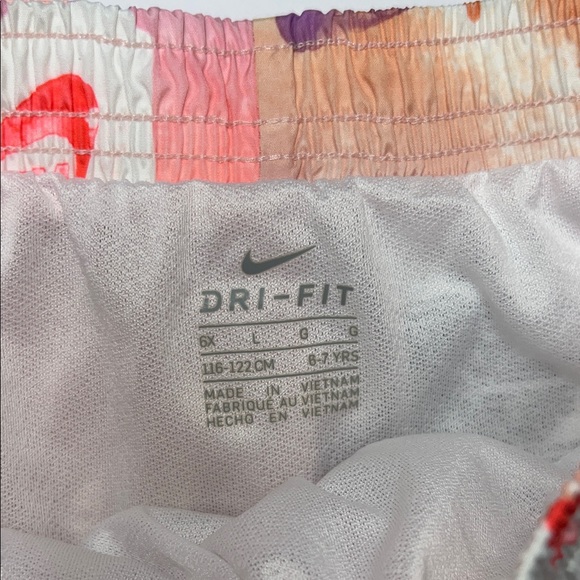 DRI-FIT
6X L G G
116-122CM 6-7 YRS
MADE IN VIETNAM
FABRIQUÉ AU VIETNAM
HECHO EN VIETNAM